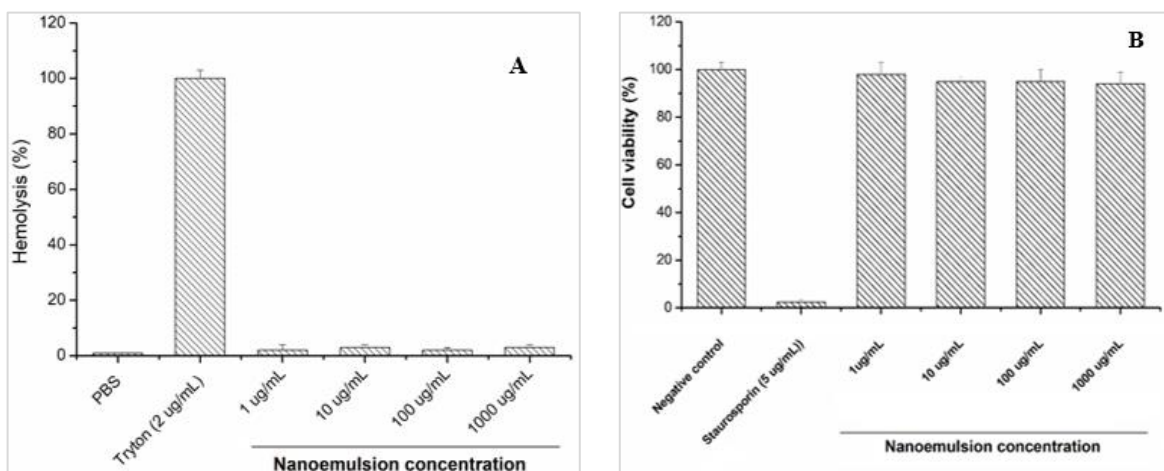 A
Hemolysis (%)
120
100
80
60
40
20
0
PBS
Tryton (2 ug/mL)
1 ug/mL
10 ug/mL
100 ug/mL
1000 ug/mL
Nanoemulsion concentration
B
Cell viability (%)
120
100
80
60
40
20
0
Negative control
Staurosporin (5 ug/mL))
1ug/mL
10 ug/mL
100 ug/mL
1000 ug/mL
Nanoemulsion concentration